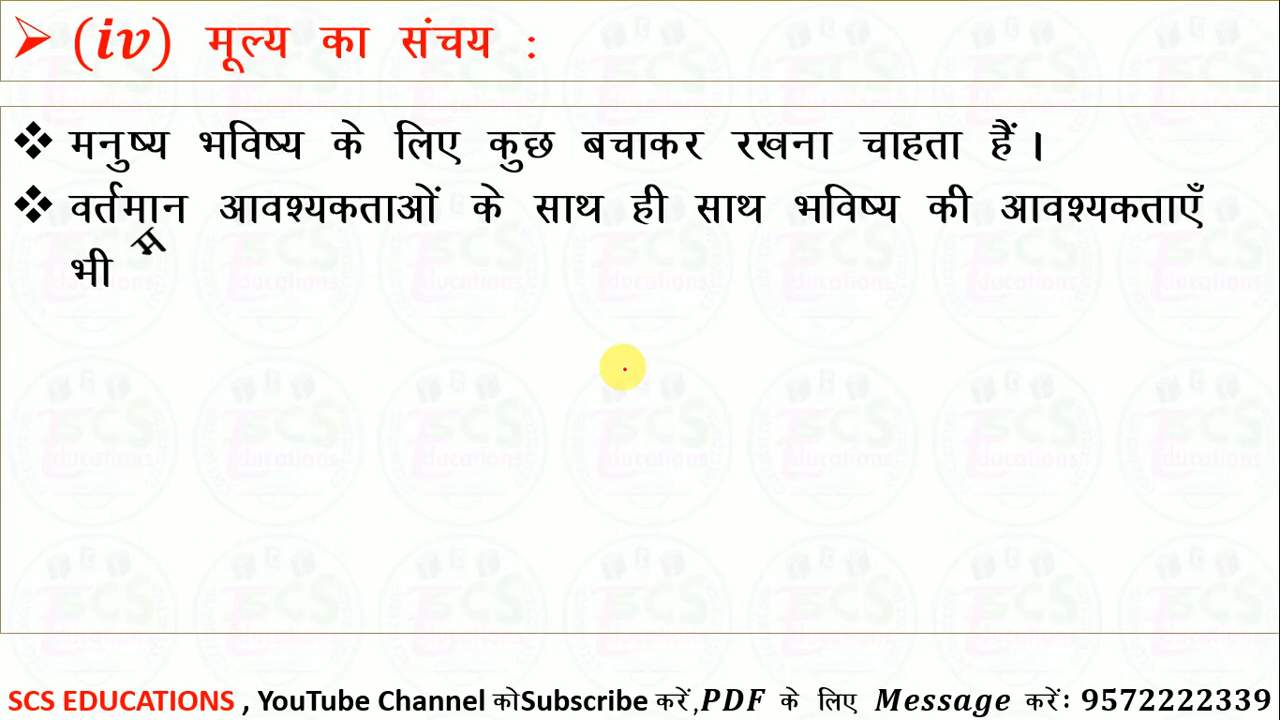 ➢ (iv) मूल्य का संचय :
❖ मनुष्य भविष्य के लिए कुछ बचाकर रखना चाहता हैं।
❖ वर्तमान आवश्यकताओं के साथ ही साथ भविष्य की आवश्यकताएँ
भी म
SCS EDUCATIONS , YouTube Channel कोSubscribe करें,PDF के लिए Message करें: 9572222339